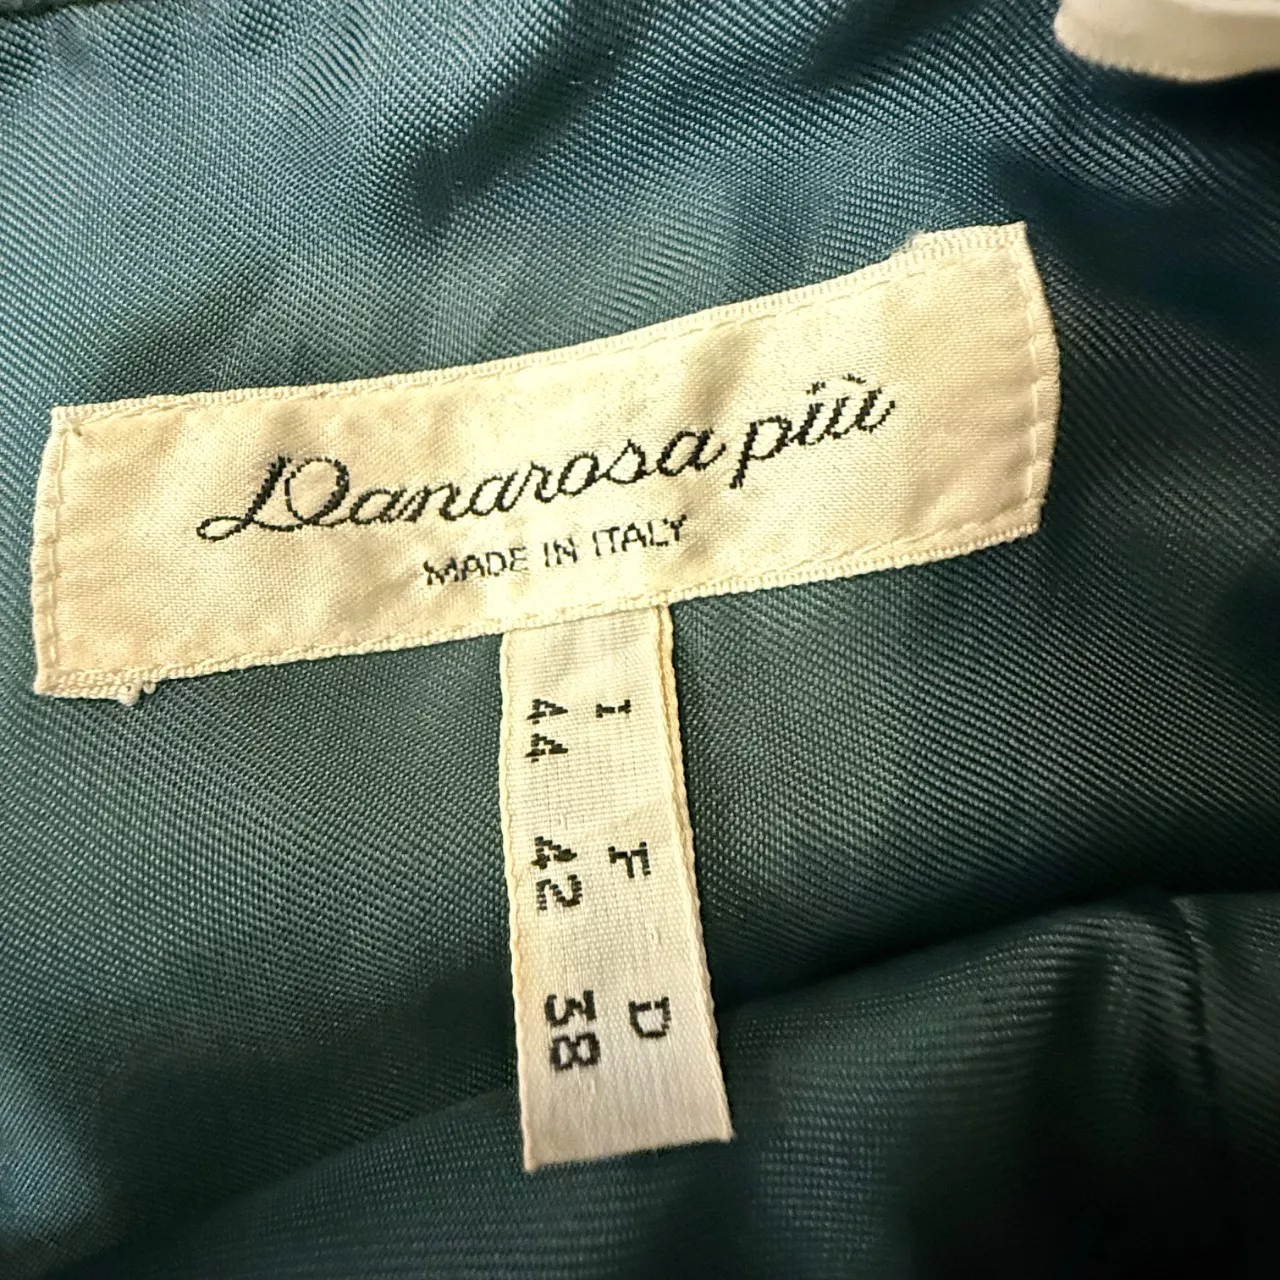 Danarosa più
MADE IN ITALY
I F D
44 42 38